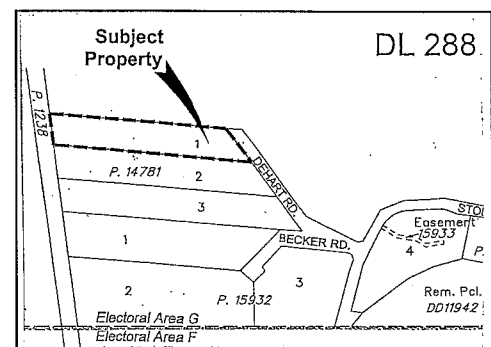 Subject
Property
DL 288
P. 1238
1
P. 14781
2
DEHART RD.
3
STO
Easement
15933
BECKER RD.
1
4
P.
2
P. 15932
3
Rem. Pcl.
DD11942
Electoral Area G
Electoral Area F